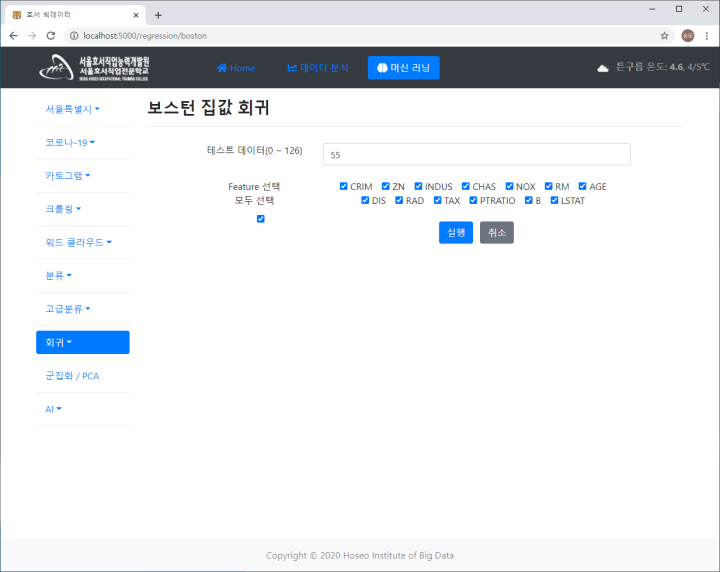 호서 빅데이터
localhost:5000/regression/boston
서울호서직업능력개발원
서울호서직업전문학교
SEOUL HOSEO OCCUPATIONAL TRAINING COLLEGE
Home
데이터 분석
머신 러닝
튼구름 온도: 4.6, 4/5℃
서울특별시
코로나-19
카토그램
크롤링
워드 클라우드
분류
고급분류
회귀
군집화 / PCA
AI
보스턴 집값 회귀
테스트 데이터(0 ~ 126)
55
Feature 선택
모두 선택
CRIM ZN INDUS CHAS NOX RM AGE
DIS RAD TAX PTRATIO B LSTAT
실행 취소
Copyright © 2020 Hoseo Institute of Big Data